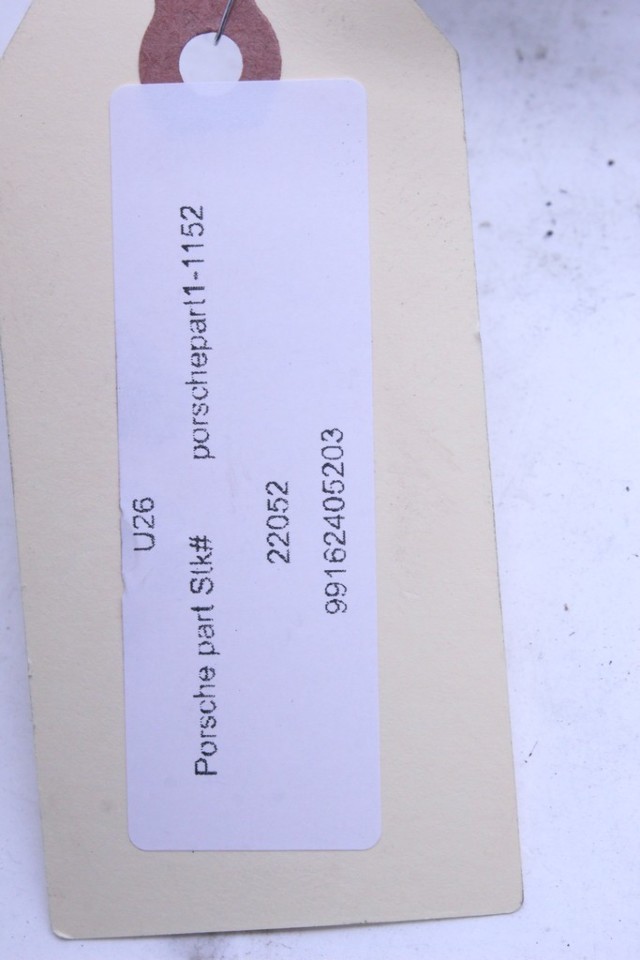 U26
Porsche part Stk# porschepart1-1152
22052
99162405203